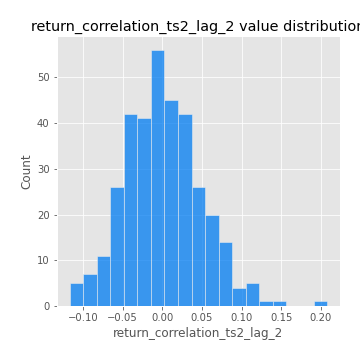 return_correlation_ts2_lag_2 value distribution
50
40
30
20
10
0
Count
−0.10 −0.05 0.00 0.05 0.10 0.15 0.20
return_correlation_ts2_lag_2